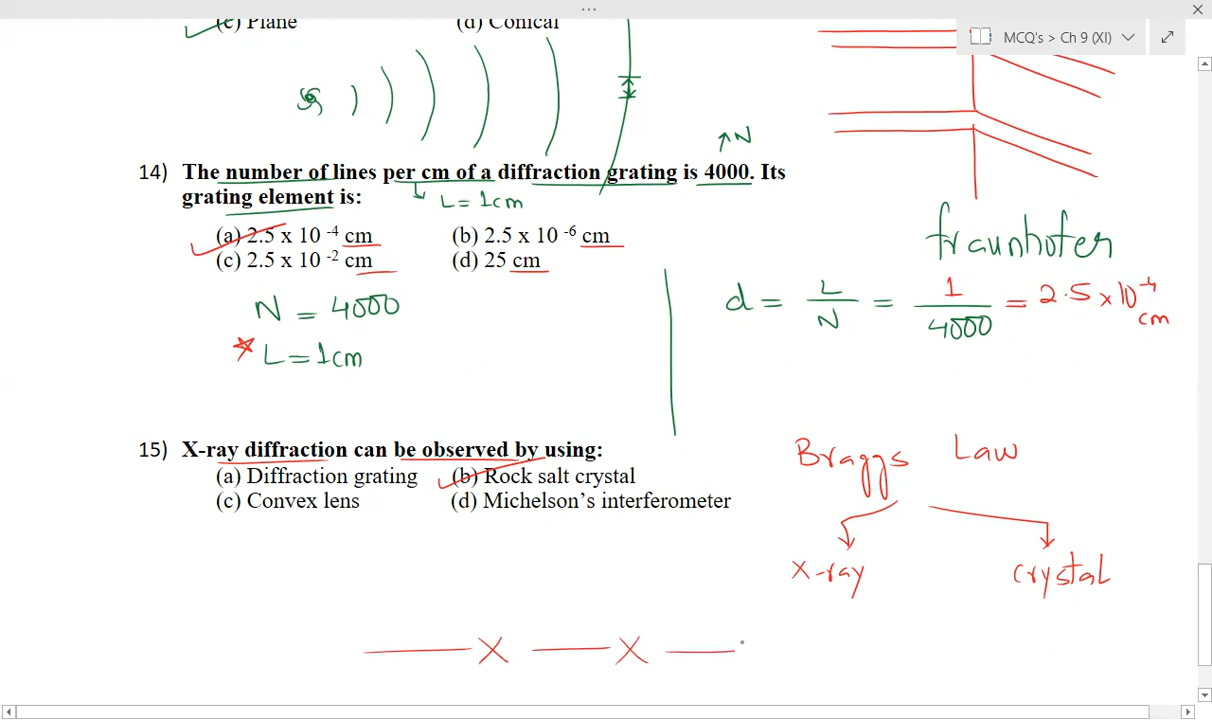 (c) Plane (d) Conical
MCQ's > Ch 9 (XI)
↑N
14) The number of lines per cm of a diffraction grating is 4000. Its
grating element is:
L = 1cm
(a) 2.5 x 10 -4 cm (b) 2.5 x 10 -6 cm
(c) 2.5 x 10 -2 cm (d) 25 cm
fraunhofer
N = 4000
L = 1cm
d = L/N = 1/4000 = 2.5 × 10⁻⁴
cm
15) X-ray diffraction can be observed by using:
(a) Diffraction grating (b) Rock salt crystal
(c) Convex lens (d) Michelson's interferometer
Braggs Law
X-ray crystal
X X